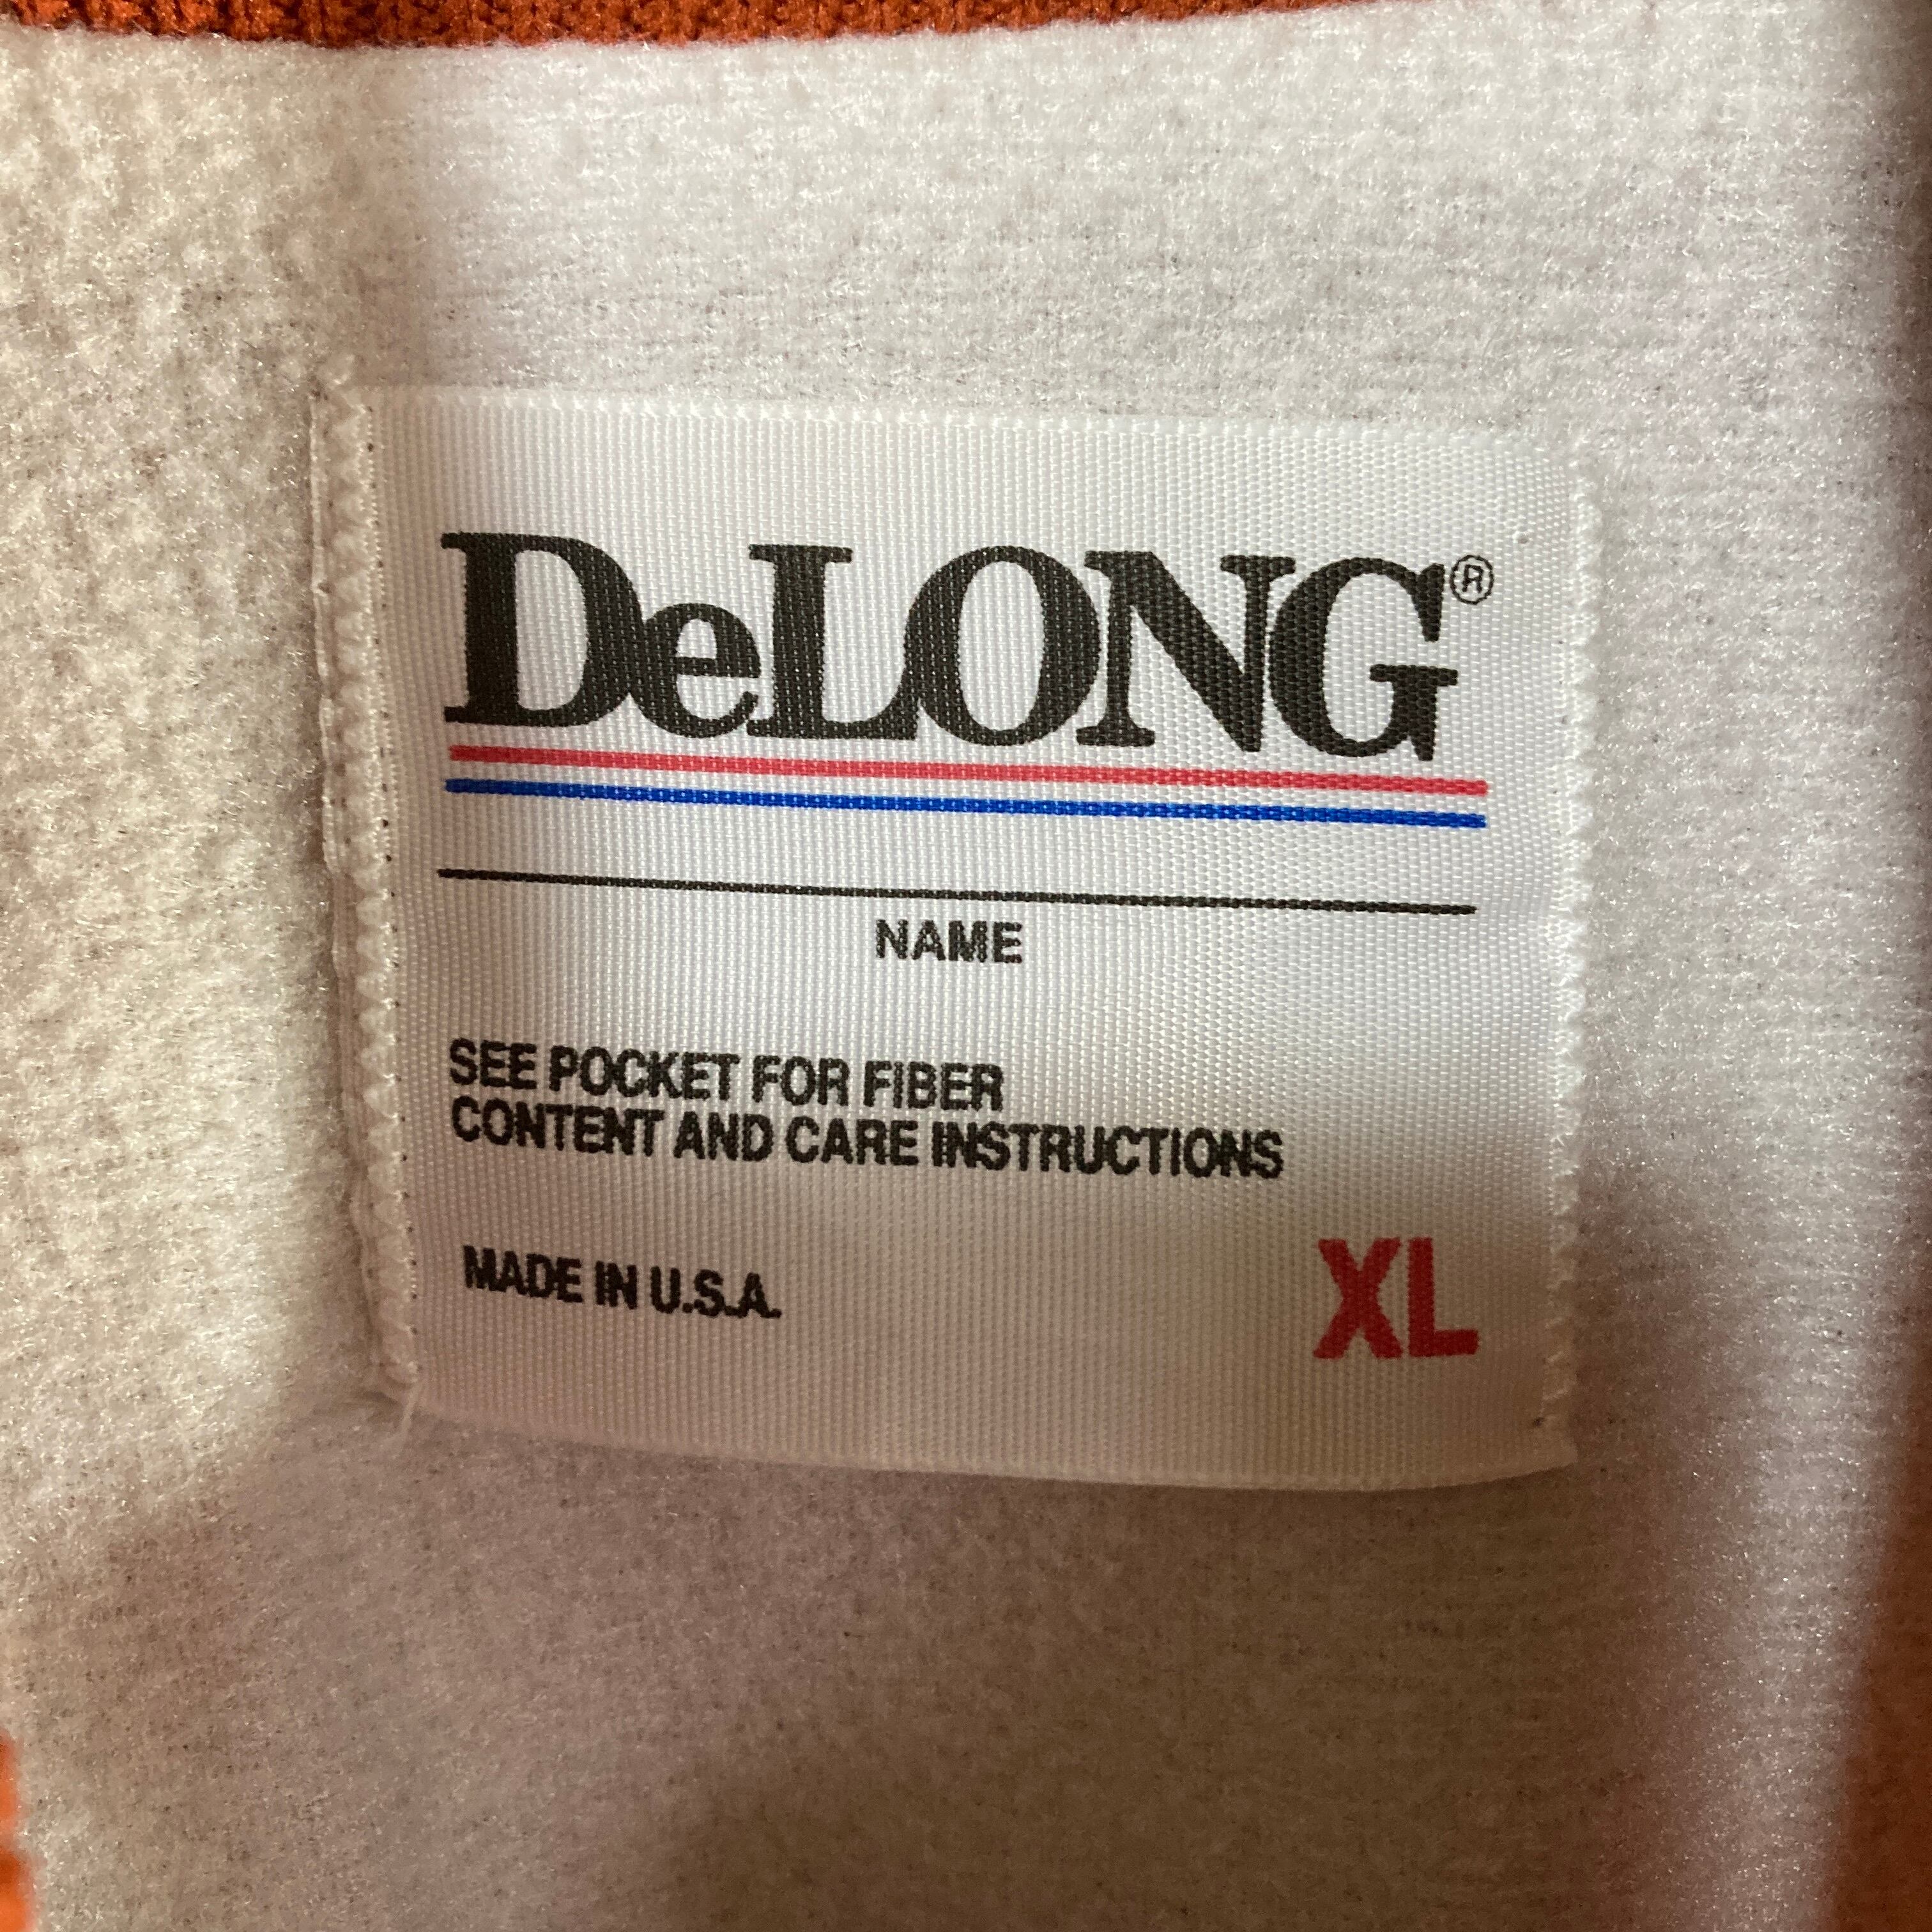 DeLONG®
NAME
SEE POCKET FOR FIBER
CONTENT AND CARE INSTRUCTIONS
MADE IN U.S.A.
XL